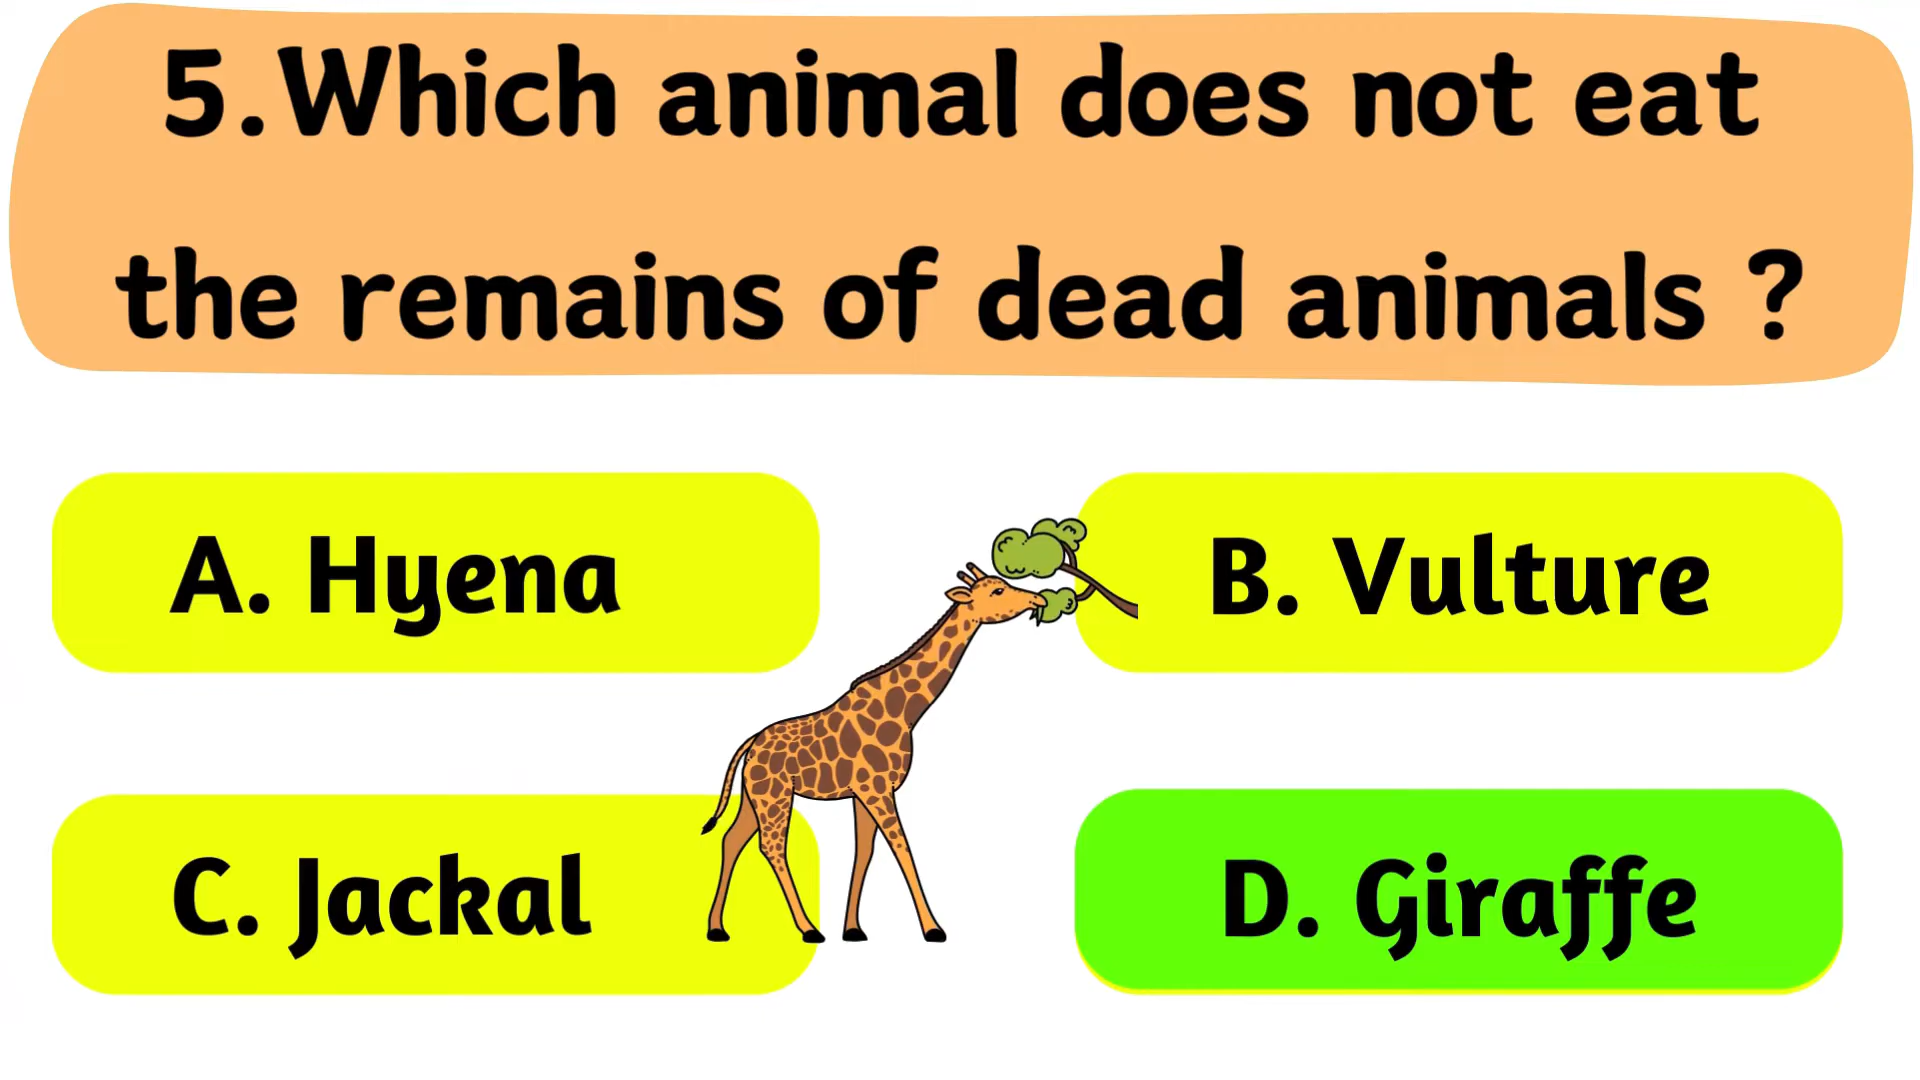 5.Which animal does not eat
the remains of dead animals ?
A. Hyena
B. Vulture
C. Jackal
D. Giraffe